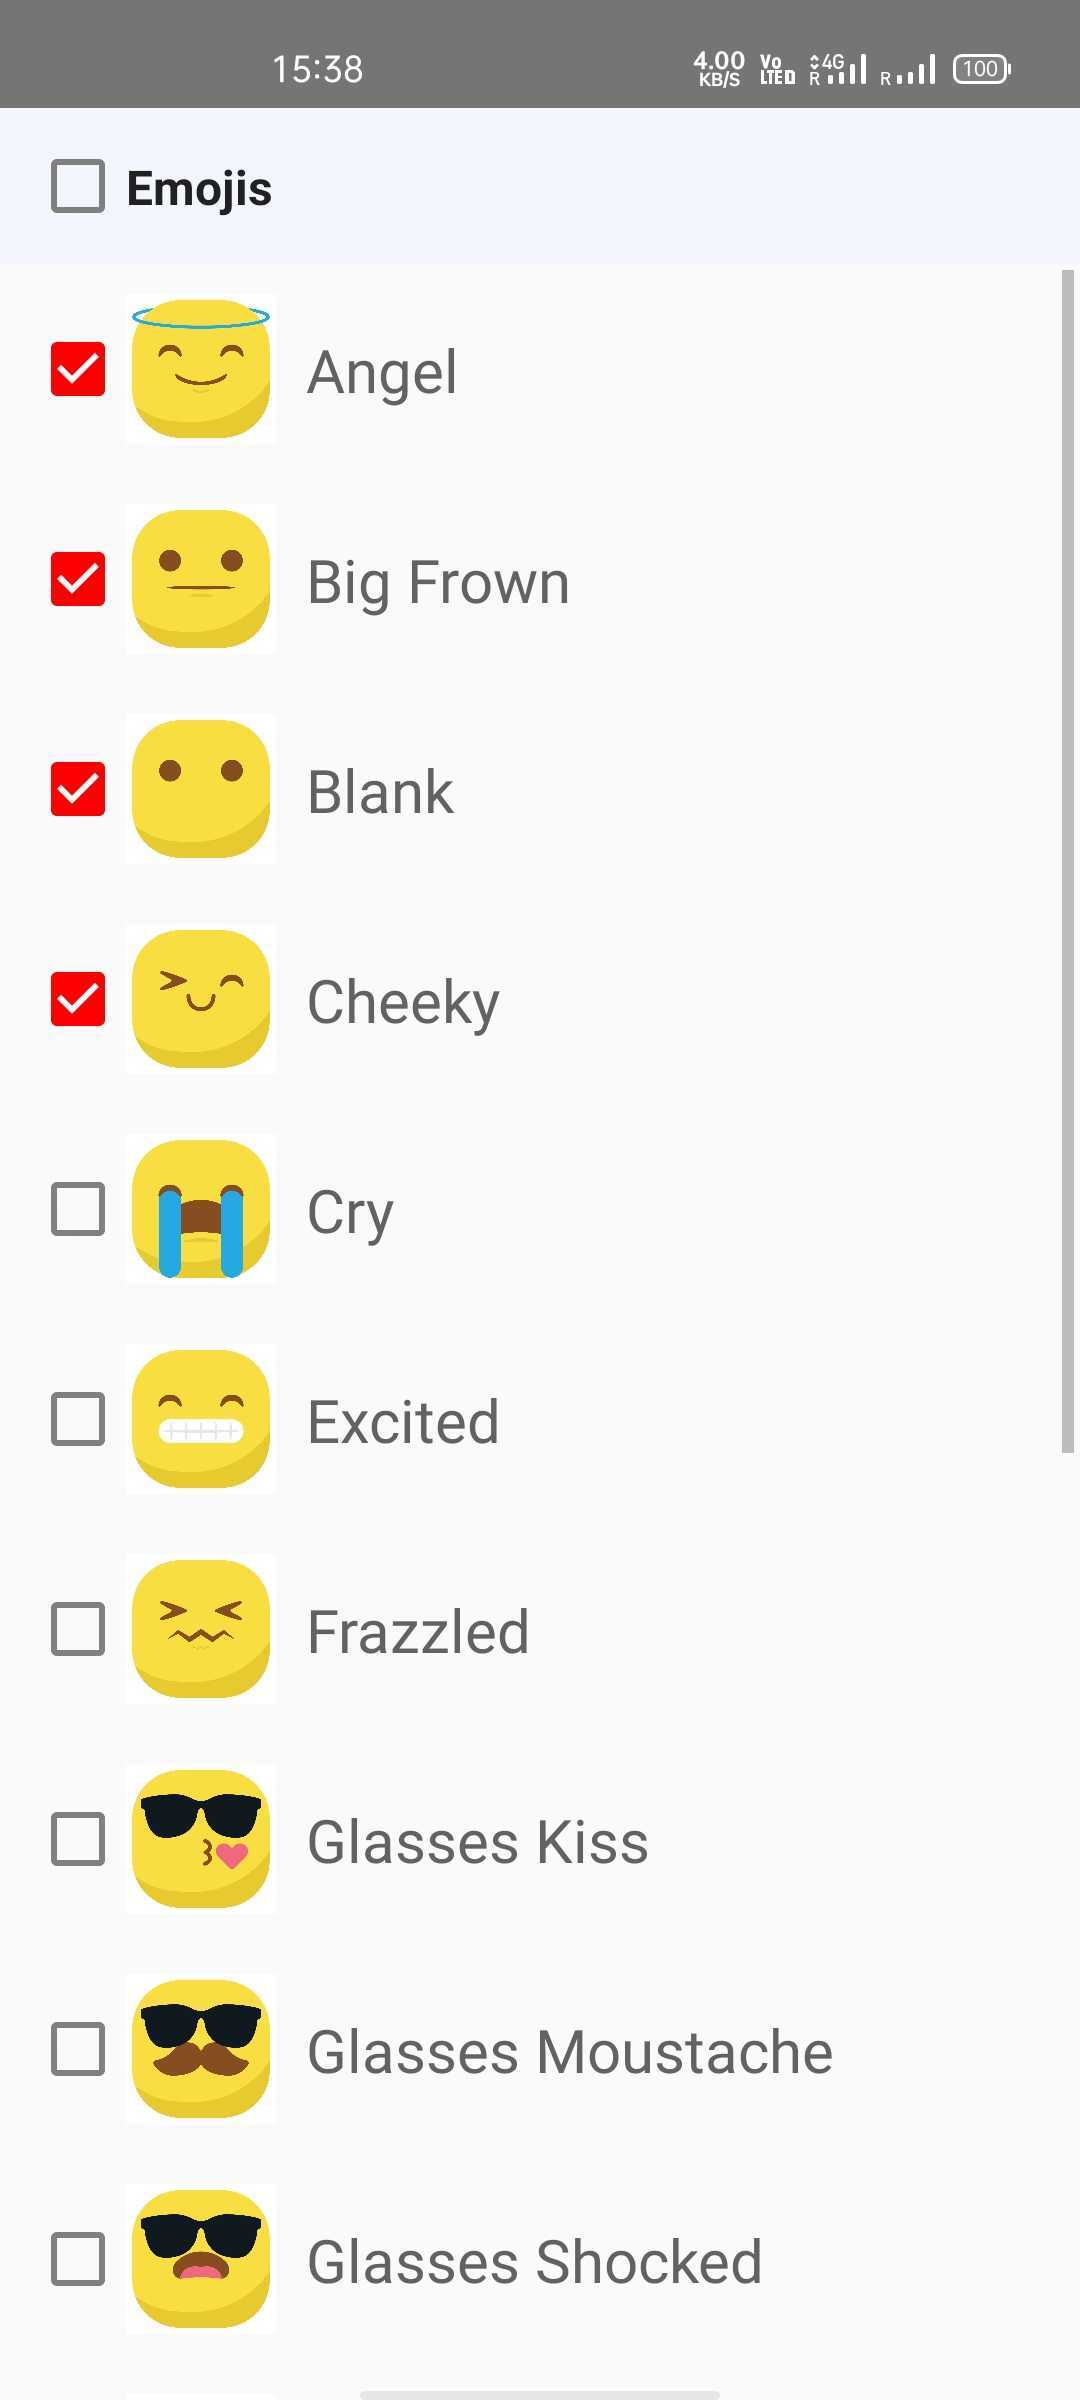 15:38 4.00 KB/S Vo LTE 4G R R 100
Emojis
Angel
Big Frown
Blank
Cheeky
Cry
Excited
Frazzled
Glasses Kiss
Glasses Moustache
Glasses Shocked